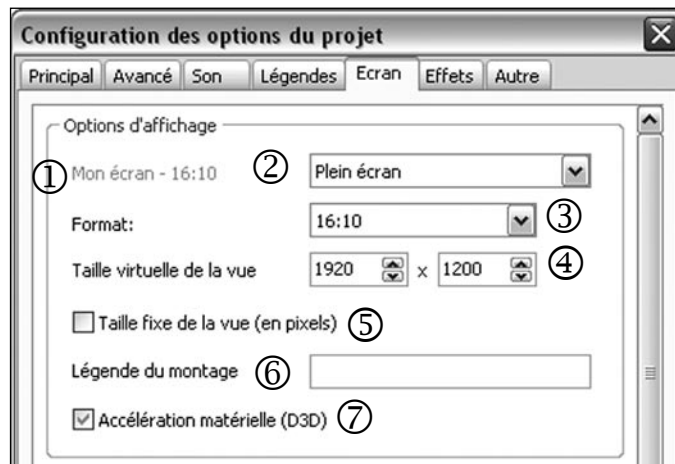 Configuration des options du projet
Principal Avancé Son Légendes Ecran Effets Autre
Options d'affichage
① Mon écran - 16:10 ② Plein écran
Format: 16:10 ③
Taille virtuelle de la vue 1920 x 1200 ④
Taille fixe de la vue (en pixels) ⑤
Légende du montage ⑥
Accélération matérielle (D3D) ⑦